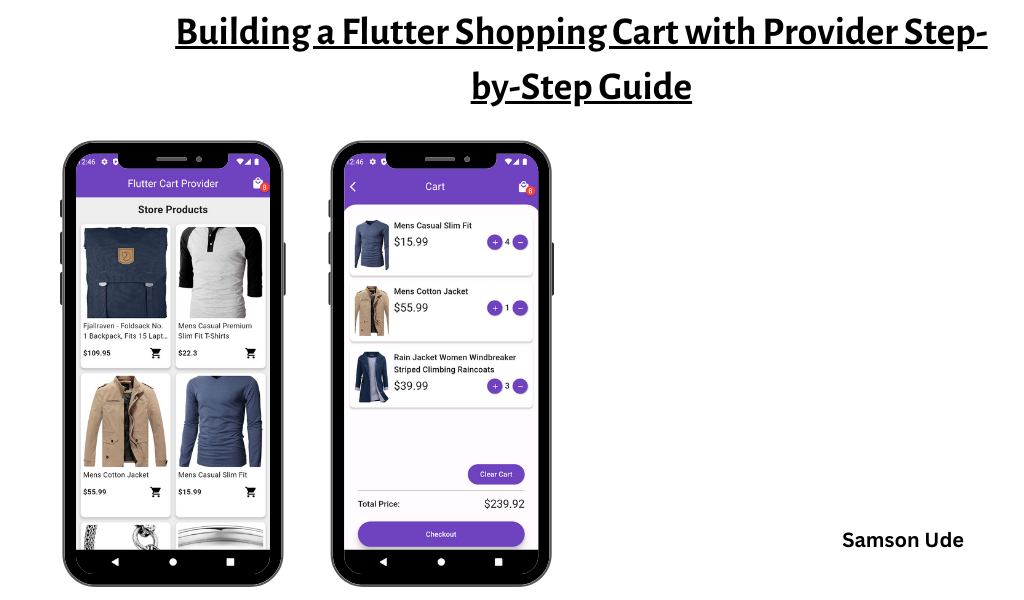 Building a Flutter Shopping Cart with Provider Step-
by-Step Guide
12:46
Flutter Cart Provider
8
Store Products
Fjallraven - Foldsack No.
1 Backpack, Fits 15 Lapt...
$109.95
Mens Casual Premium
Slim Fit T-Shirts
$22.3
Mens Cotton Jacket
$55.99
Mens Casual Slim Fit
$15.99
12:46
Cart
8
Mens Casual Slim Fit
$15.99
+ 4 −
Mens Cotton Jacket
$55.99
+ 1 −
Rain Jacket Women Windbreaker
Striped Climbing Raincoats
$39.99
+ 3 −
Clear Cart
Total Price: $239.92
Checkout
Samson Ude